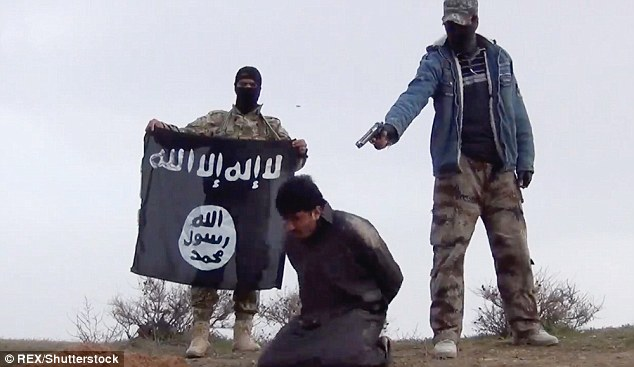 لا إله إلا الله
الله
رسول
محمد
© REX/Shutterstock